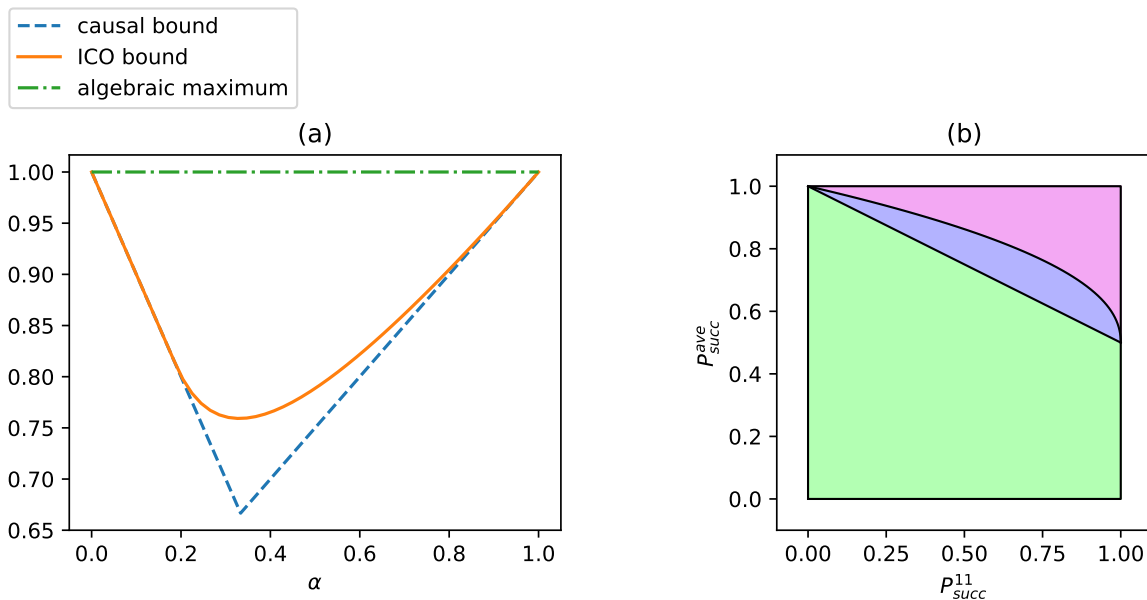 causal bound
ICO bound
algebraic maximum
(a)
1.00
0.95
0.90
0.85
0.80
0.75
0.70
0.65
0.0 0.2 0.4 0.6 0.8 1.0
α
(b)
1.0
0.8
0.6
0.4
0.2
0.0
P_{succ}^{ave}
0.00 0.25 0.50 0.75 1.00
P_{succ}^{11}